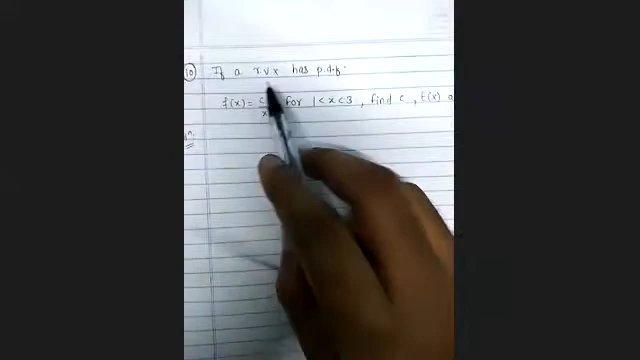 10 If a r.v x has p.d.f.
f(x) = c/x for 1 < x < 3 , find c , E(x) a